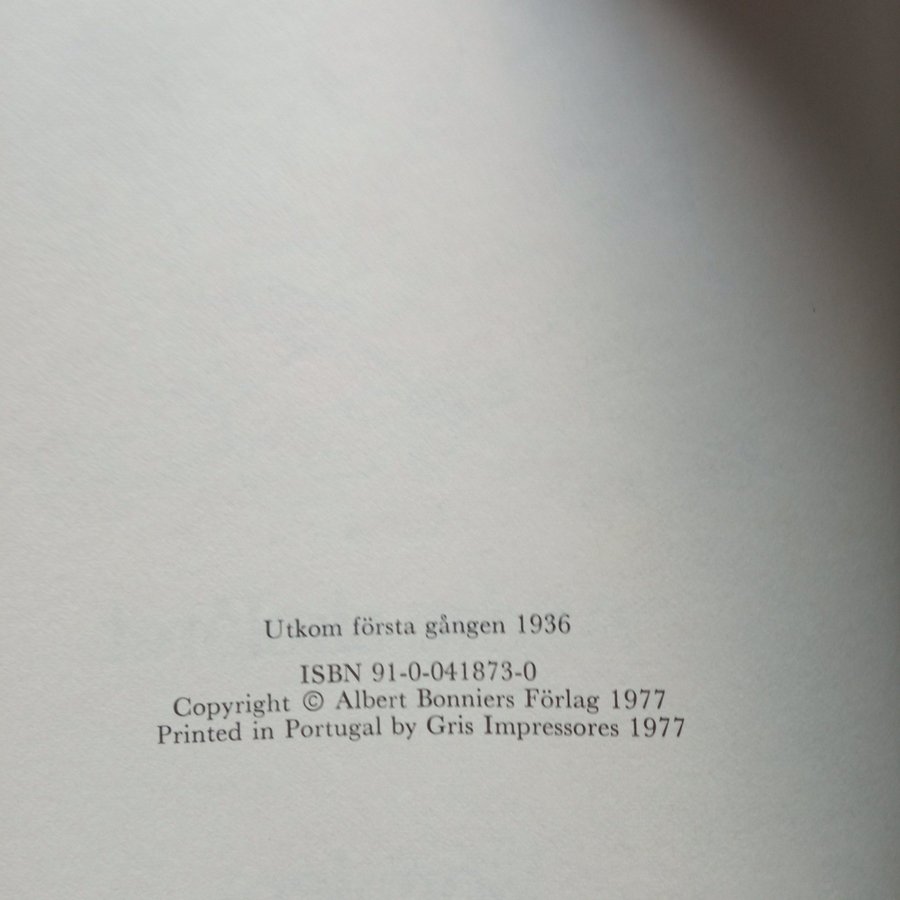 Utkom första gången 1936
ISBN 91-0-041873-0
Copyright © Albert Bonniers Förlag 1977
Printed in Portugal by Gris Impressores 1977